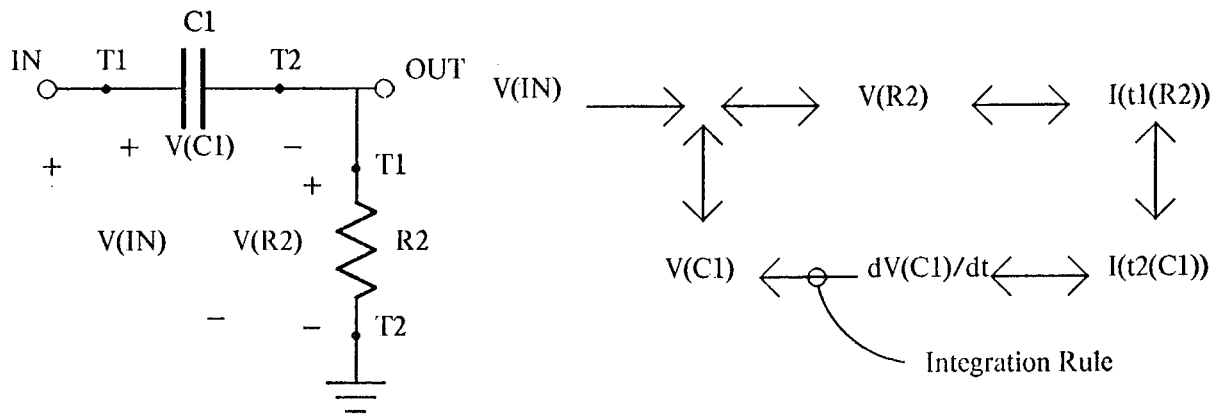 C1
IN
T1
T2
OUT
+
V(C1)
−
+
T1
+
V(IN)
V(R2)
R2
−
−
T2
V(IN)
V(R2)
I(t1(R2))
V(C1)
dV(C1)/dt
I(t2(C1))
Integration Rule